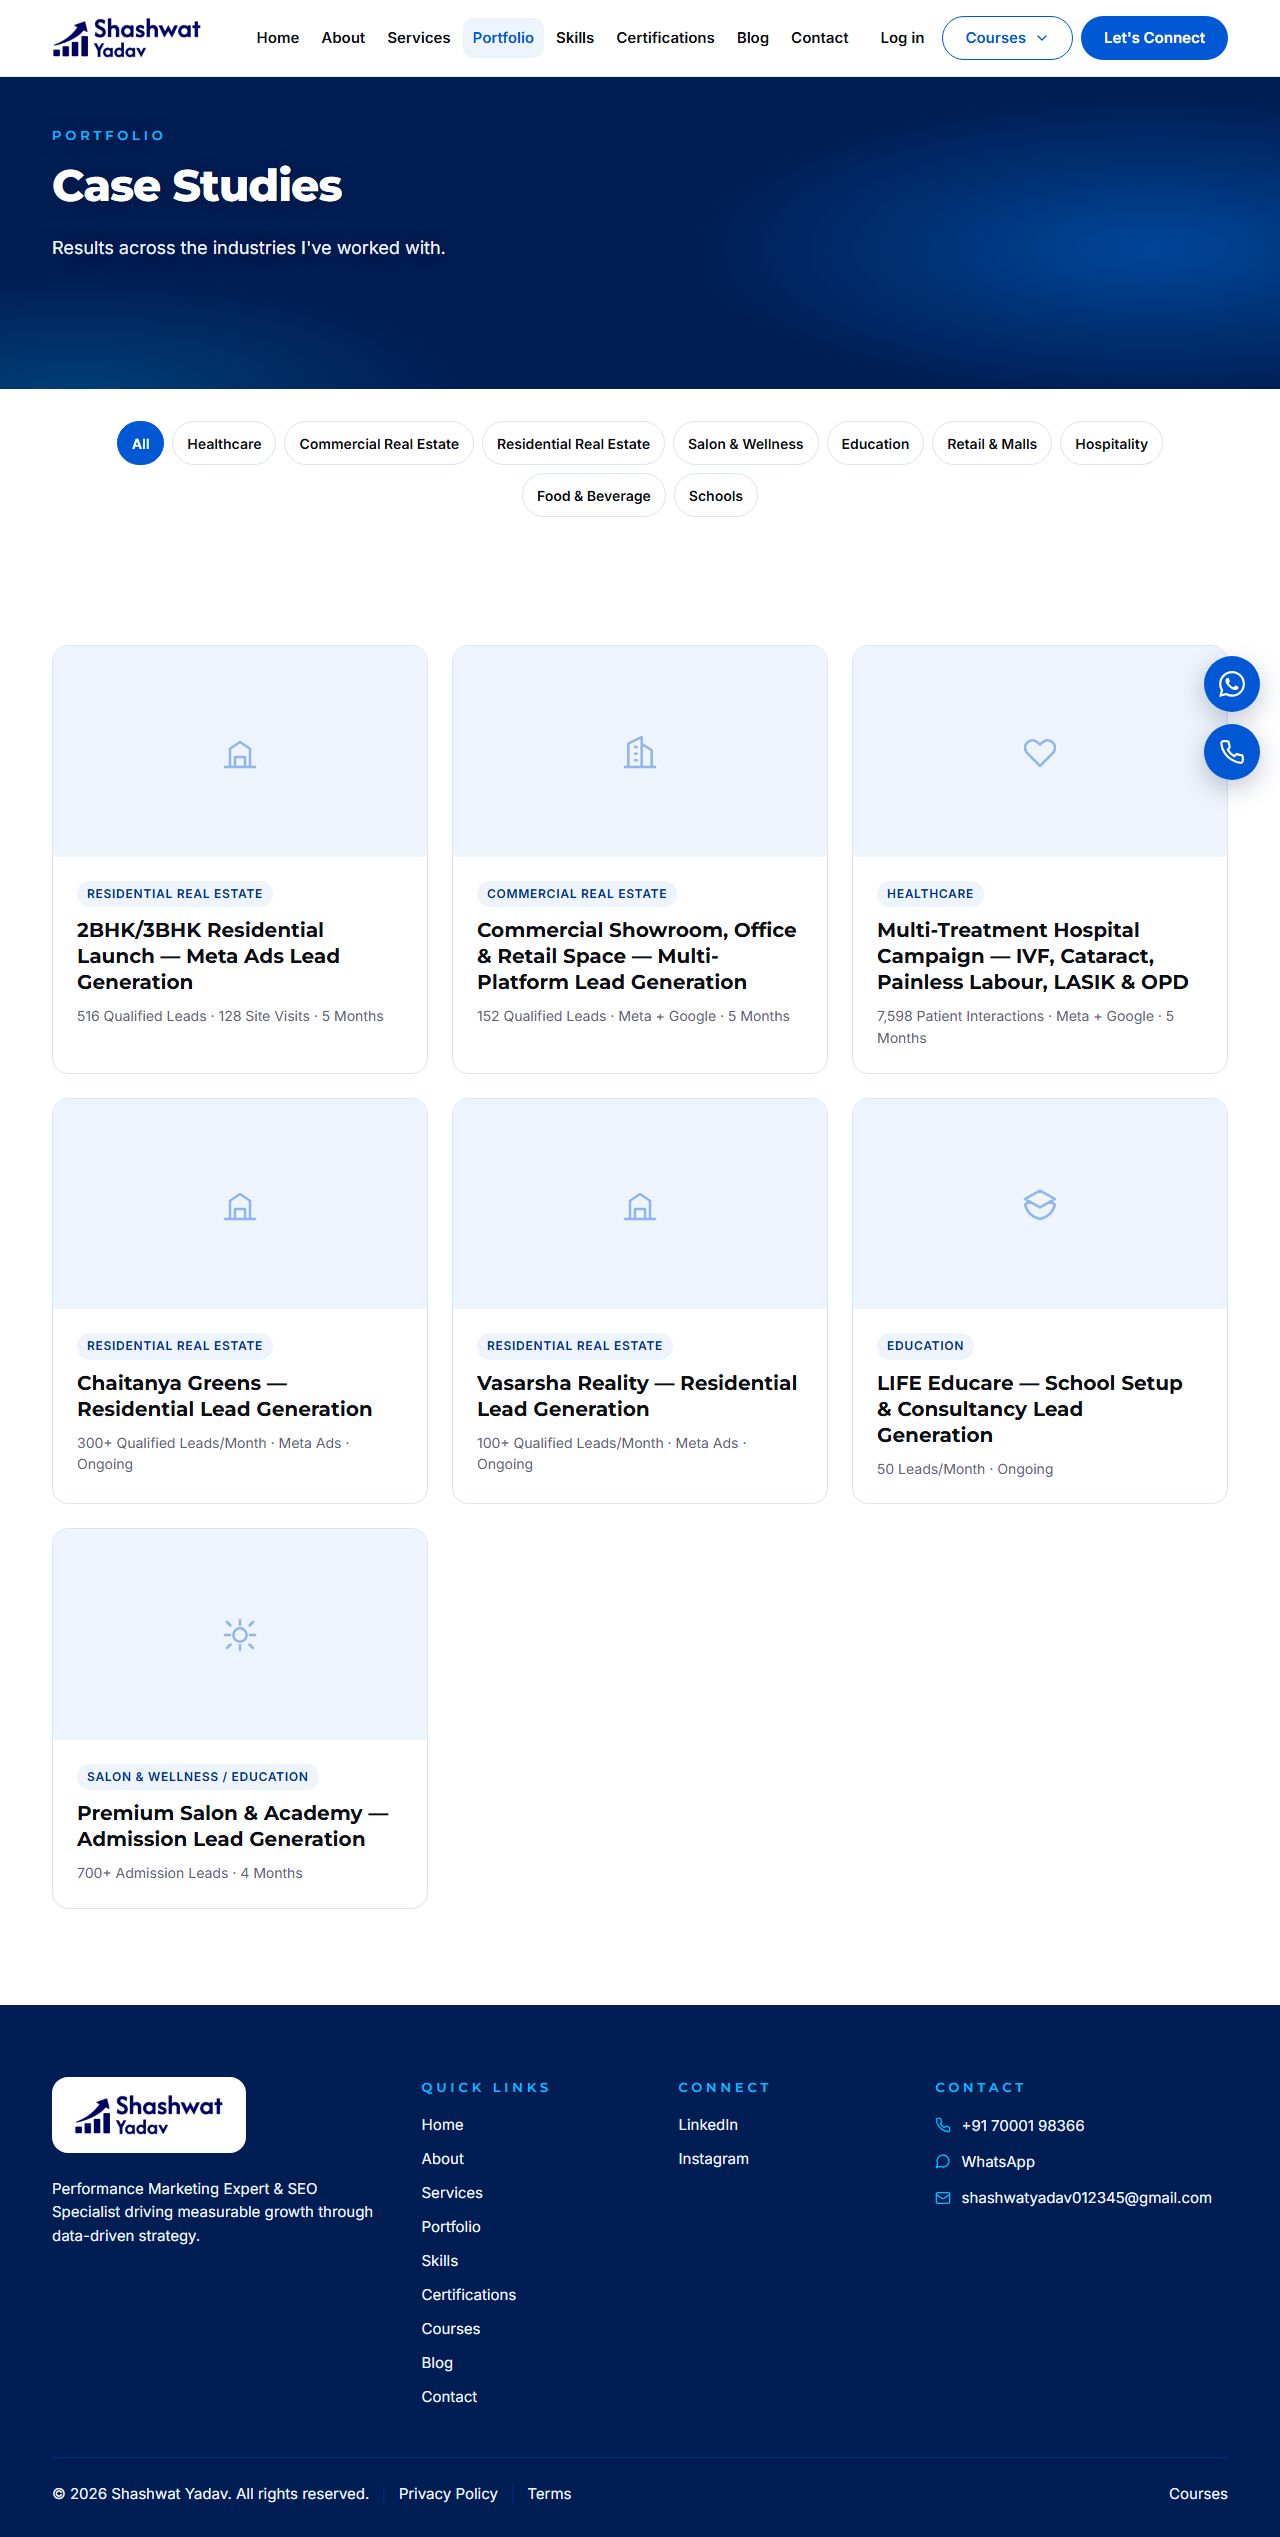 Shashwat
Yadav
Home
About
Services
Portfolio
Skills
Certifications
Blog
Contact
Log in
Courses
Let's Connect
PORTFOLIO
Case Studies
Results across the industries I've worked with.
All
Healthcare
Commercial Real Estate
Residential Real Estate
Salon & Wellness
Education
Retail & Malls
Hospitality
Food & Beverage
Schools
RESIDENTIAL REAL ESTATE
2BHK/3BHK Residential
Launch — Meta Ads Lead
Generation
516 Qualified Leads · 128 Site Visits · 5 Months
COMMERCIAL REAL ESTATE
Commercial Showroom, Office
& Retail Space — Multi-
Platform Lead Generation
152 Qualified Leads · Meta + Google · 5 Months
HEALTHCARE
Multi-Treatment Hospital
Campaign — IVF, Cataract,
Painless Labour, LASIK & OPD
7,598 Patient Interactions · Meta + Google · 5
Months
RESIDENTIAL REAL ESTATE
Chaitanya Greens —
Residential Lead Generation
300+ Qualified Leads/Month · Meta Ads ·
Ongoing
RESIDENTIAL REAL ESTATE
Vasarsha Reality — Residential
Lead Generation
100+ Qualified Leads/Month · Meta Ads ·
Ongoing
EDUCATION
LIFE Educare — School Setup
& Consultancy Lead
Generation
50 Leads/Month · Ongoing
SALON & WELLNESS / EDUCATION
Premium Salon & Academy —
Admission Lead Generation
700+ Admission Leads · 4 Months
Shashwat
Yadav
Performance Marketing Expert & SEO
Specialist driving measurable growth through
data-driven strategy.
QUICK LINKS
Home
About
Services
Portfolio
Skills
Certifications
Courses
Blog
Contact
CONNECT
LinkedIn
Instagram
CONTACT
+91 70001 98366
WhatsApp
shashwatyadav012345@gmail.com
© 2026 Shashwat Yadav. All rights reserved.
Privacy Policy
Terms
Courses